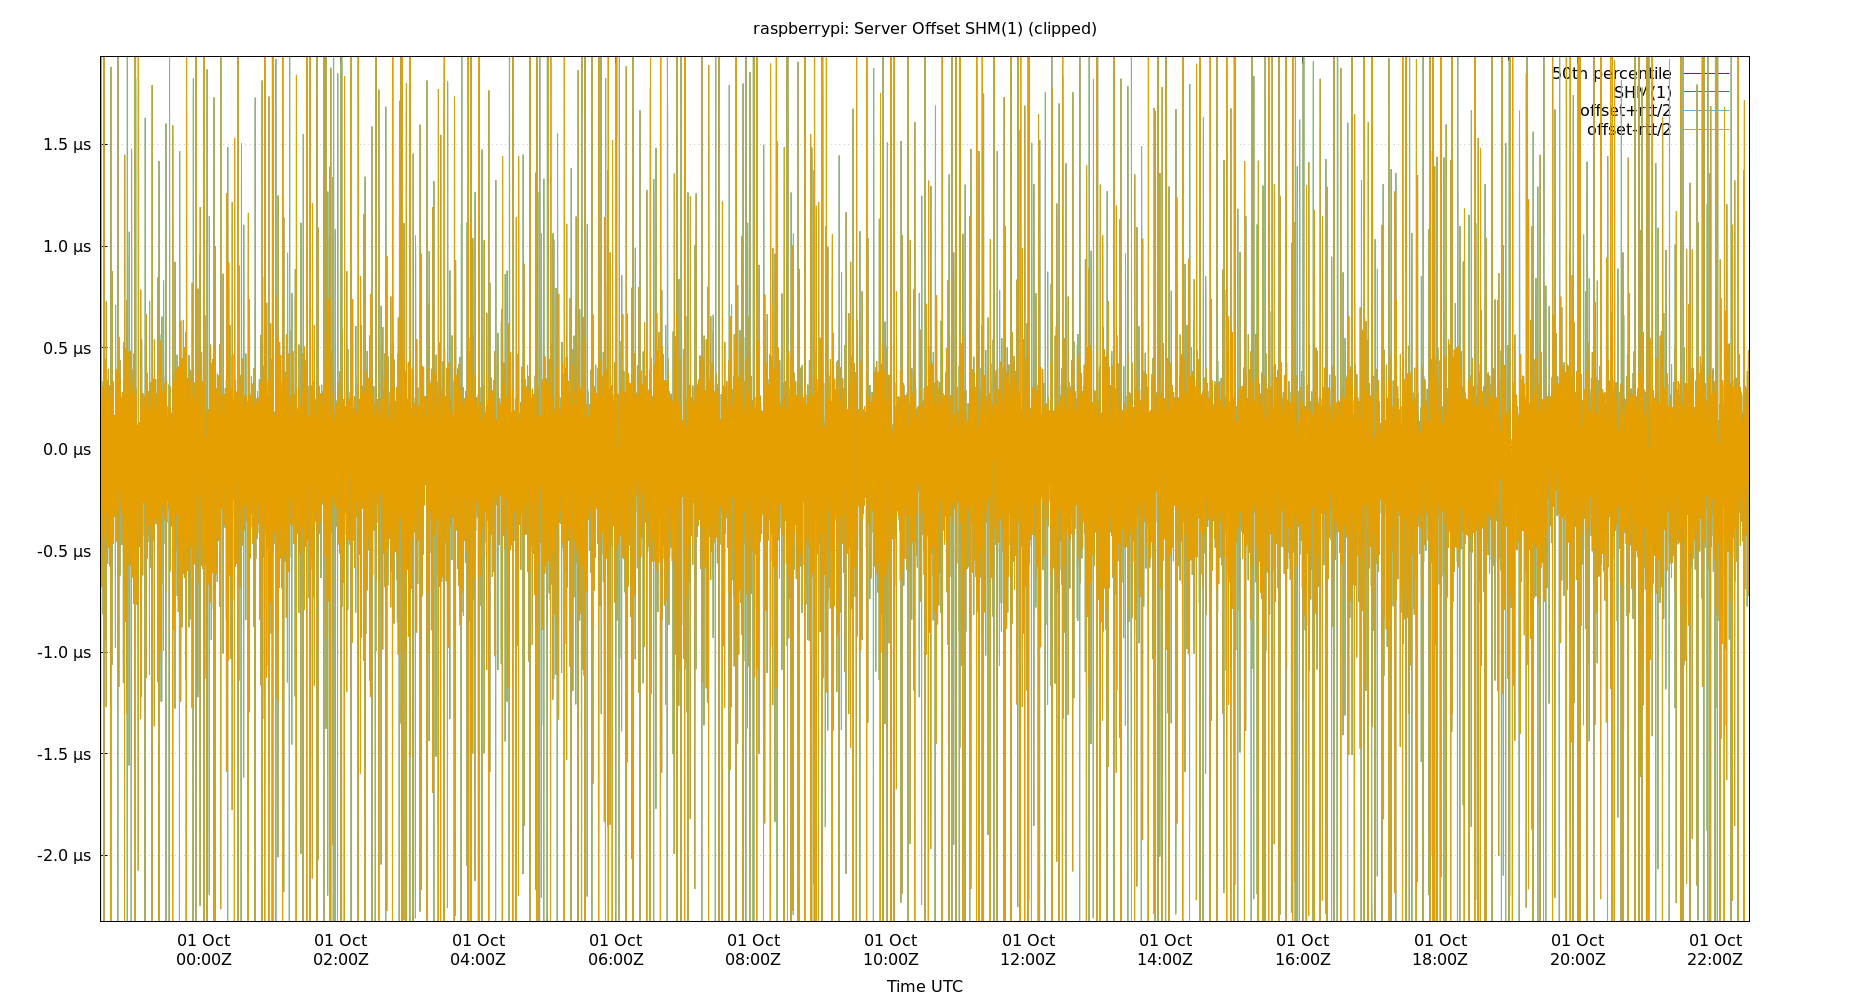 raspberrypi: Server Offset SHM(1) (clipped)
50th percentile
SHM(1)
offset+rtt/2
offset-rtt/2
1.5 µs
1.0 µs
0.5 µs
0.0 µs
-0.5 µs
-1.0 µs
-1.5 µs
-2.0 µs
01 Oct 01 Oct 01 Oct 01 Oct 01 Oct 01 Oct 01 Oct 01 Oct 01 Oct 01 Oct 01 Oct 01 Oct
00:00Z 02:00Z 04:00Z 06:00Z 08:00Z 10:00Z 12:00Z 14:00Z 16:00Z 18:00Z 20:00Z 22:00Z
Time UTC